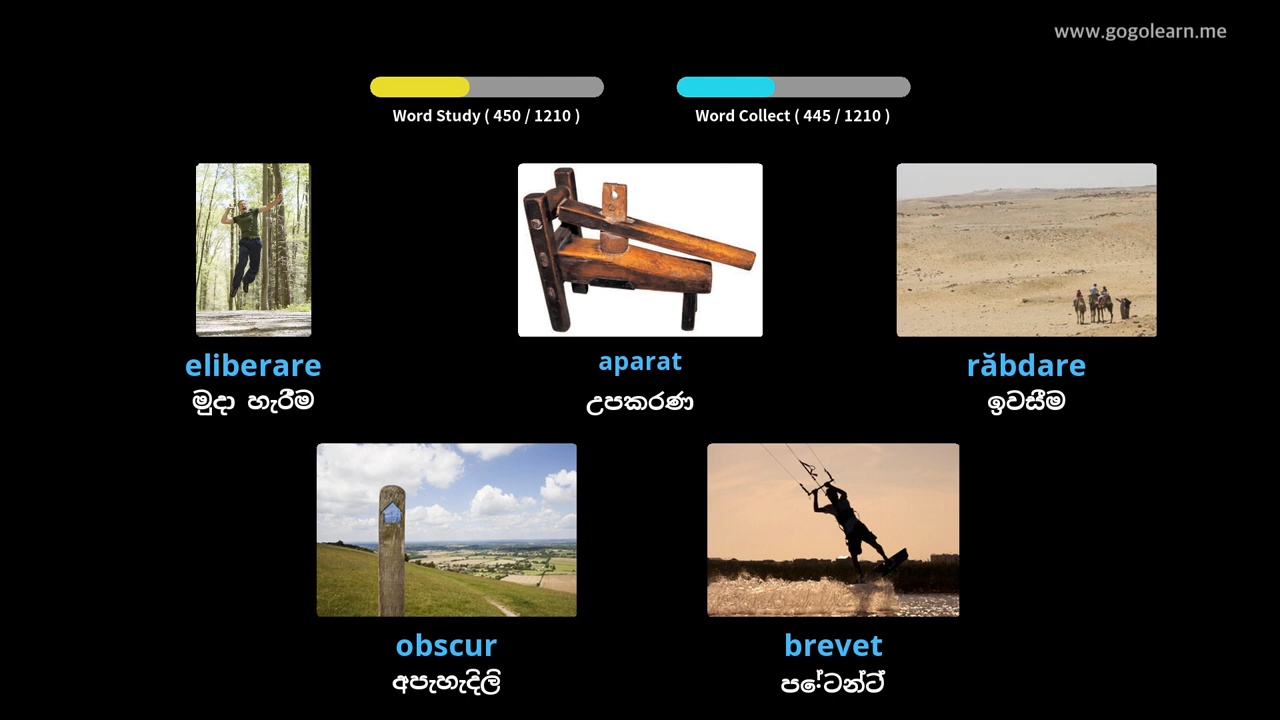 www.gogolearn.me
Word Study ( 450 / 1210 )
Word Collect ( 445 / 1210 )
eliberare
මුදා හැරීම
aparat
උපකරණ
răbdare
ඉවසීම
obscur
අපැහැදිලි
brevet
පේටන්ට්